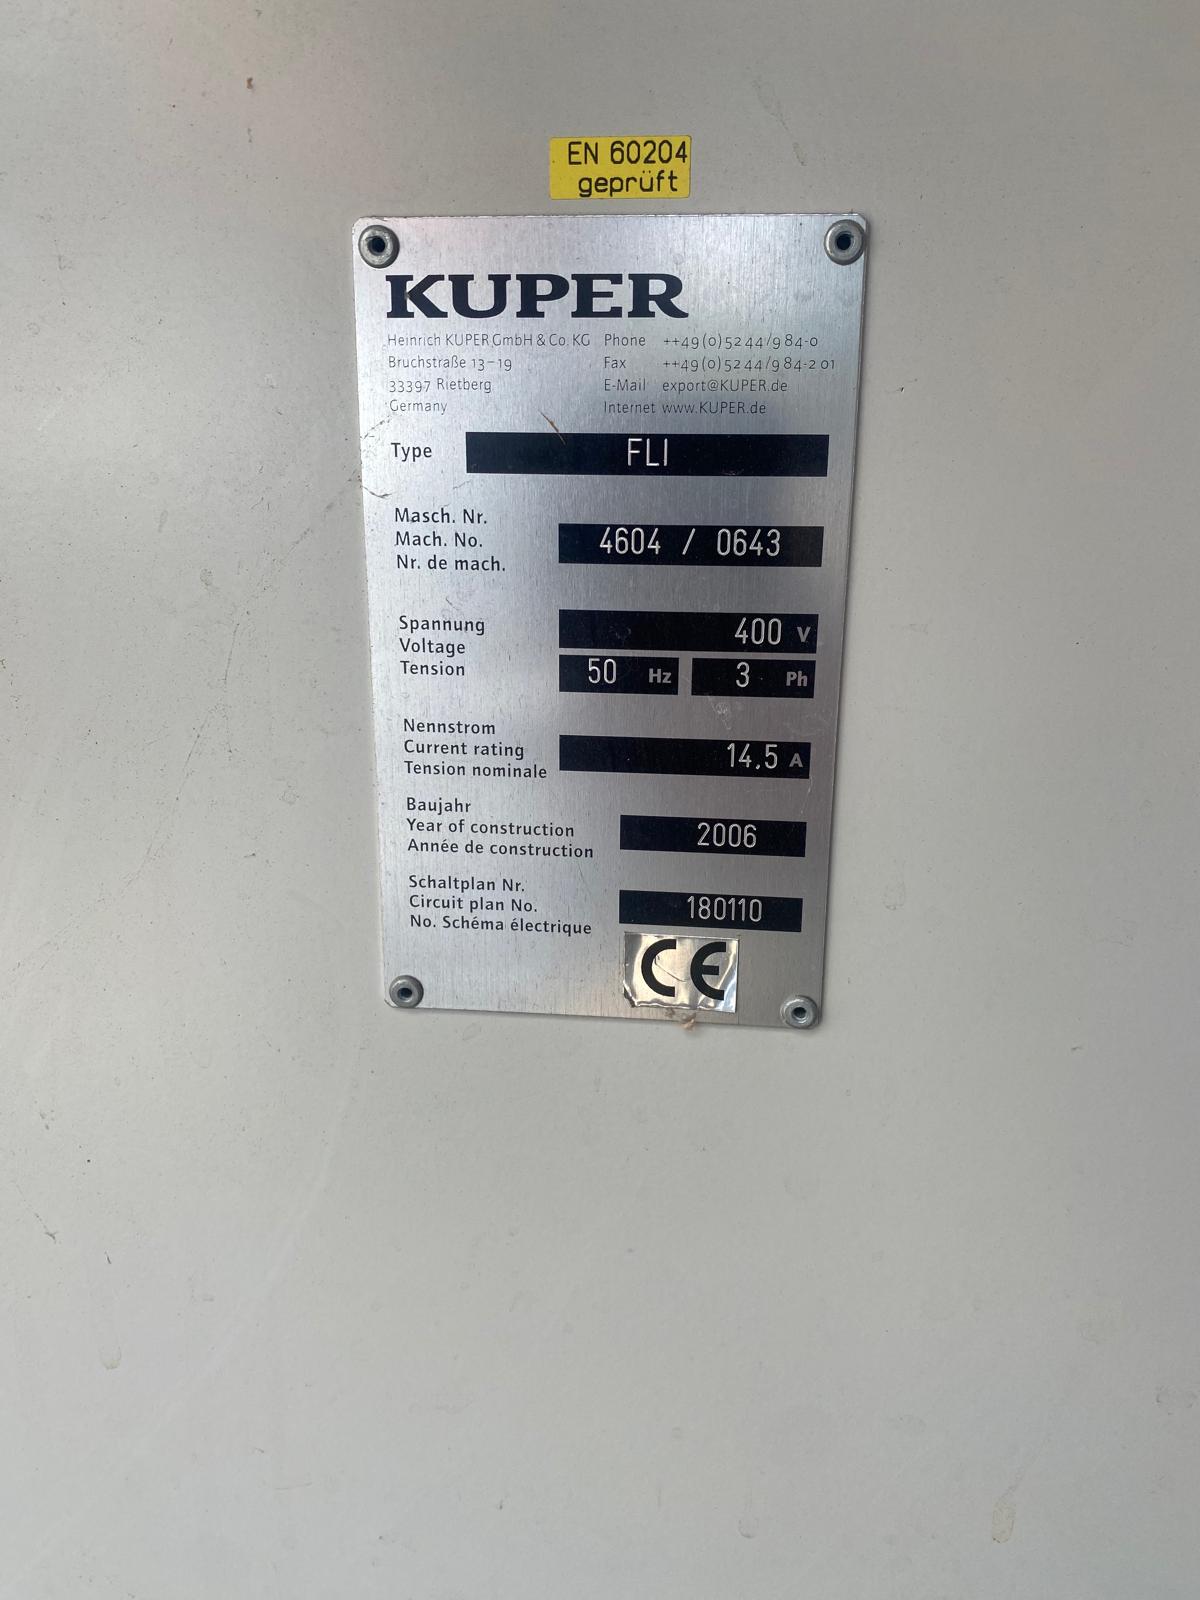 EN 60204
geprüft
KUPER
Heinrich KUPER GmbH & Co. KG Phone ++49(0)5244/984-0
Bruchstraße 13-19 Fax ++49(0)5244/984-201
33397 Rietberg E-Mail export@KUPER.de
Germany Internet www.KUPER.de
Type FLI
Masch. Nr.
Mach. No. 4604 / 0643
Nr. de mach.
Spannung 400 V
Voltage
Tension 50 Hz 3 Ph
Nennstrom
Current rating 14.5 A
Tension nominale
Baujahr
Year of construction 2006
Année de construction
Schaltplan Nr.
Circuit plan No. 180110
No. Schéma électrique
CE